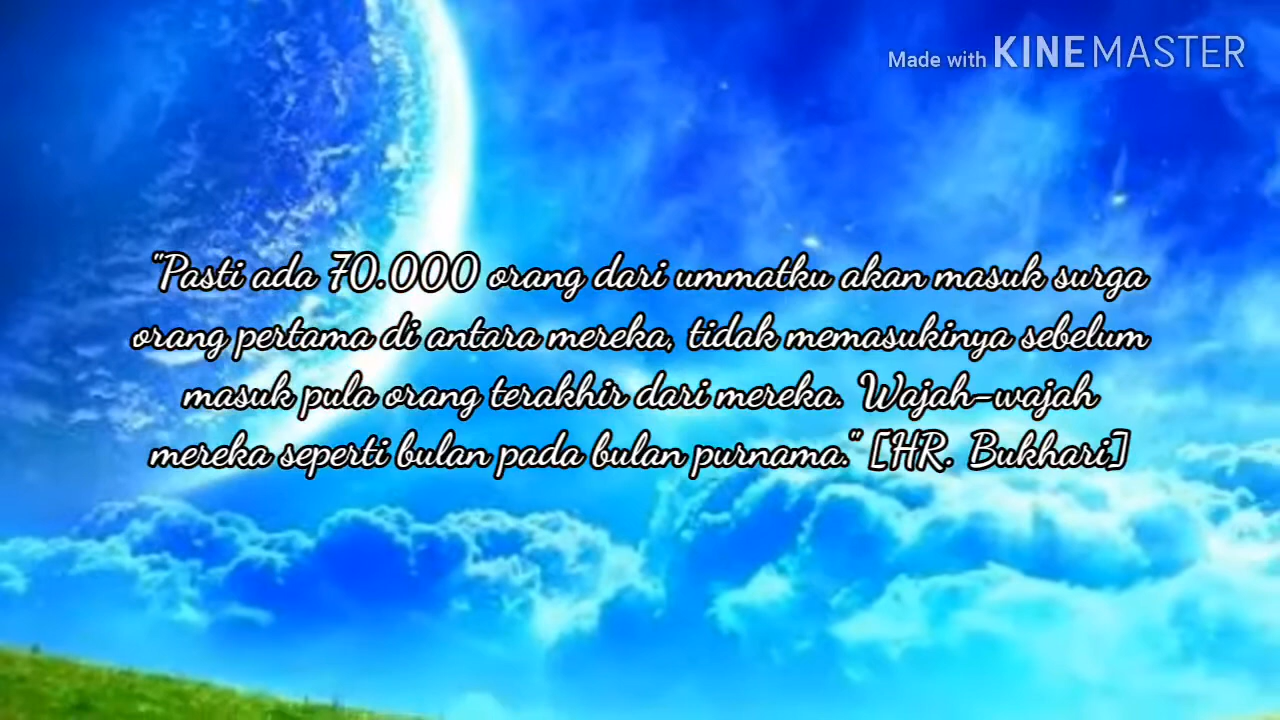 Made with KINEMASTER
"Pasti ada 70.000 orang dari ummatku akan masuk surga
orang pertama di antara mereka, tidak memasukinya sebelum
masuk pula orang terakhir dari mereka. Wajah-wajah
mereka seperti bulan pada bulan purnama." [HR. Bukhari]